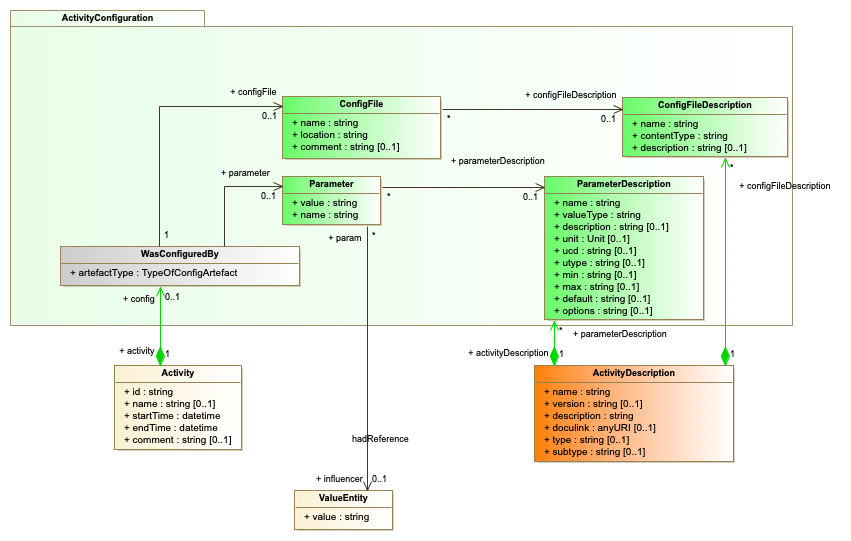 ActivityConfiguration
+ configFile
0..1
ConfigFile
+ name : string
+ location : string
+ comment : string [0..1]
*
+ configFileDescription
0..1
ConfigFileDescription
+ name : string
+ contentType : string
+ description : string [0..1]
*
+ configFileDescription
+ parameter
0..1
Parameter
+ value : string
+ name : string
*
+ parameterDescription
0..1
ParameterDescription
+ name : string
+ valueType : string
+ description : string [0..1]
+ unit : Unit [0..1]
+ ucd : string [0..1]
+ utype : string [0..1]
+ min : string [0..1]
+ max : string [0..1]
+ default : string [0..1]
+ options : string [0..1]
1
+ param
*
WasConfiguredBy
+ artefactType : TypeOfConfigArtefact
+ config
0..1
*
+ parameterDescription
+ activity
1
+ activityDescription
1
1
Activity
+ id : string
+ name : string [0..1]
+ startTime : datetime
+ endTime : datetime
+ comment : string [0..1]
ActivityDescription
+ name : string
+ version : string [0..1]
+ description : string
+ doculink : anyURI [0..1]
+ type : string [0..1]
+ subtype : string [0..1]
hadReference
+ influencer
0..1
ValueEntity
+ value : string